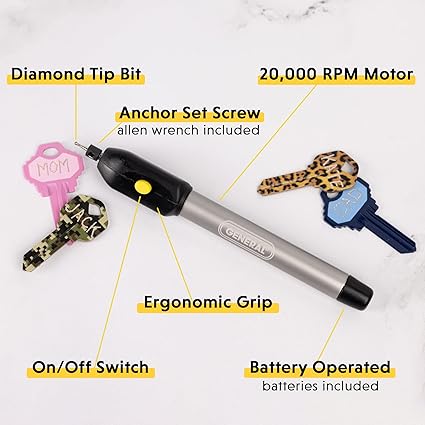 Diamond Tip Bit
20,000 RPM Motor
Anchor Set Screw
allen wrench included
MOM
JACK
GENERAL
Ergonomic Grip
On/Off Switch
Battery Operated
batteries included